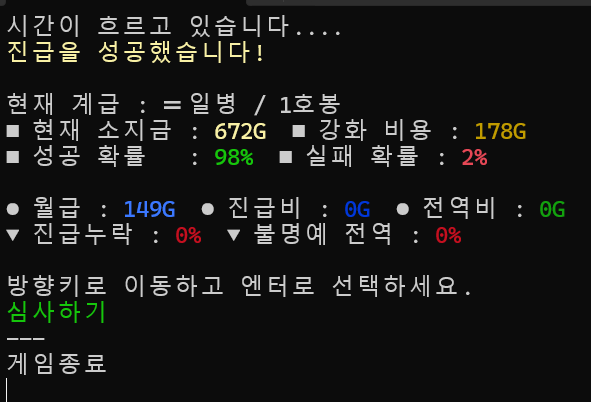 시간이 흐르고 있습니다....
진급을 성공했습니다!
현재 계급 : = 일병 / 1호봉
■ 현재 소지금 : 672G ■ 강화 비용 : 178G
■ 성공 확률 : 98% ■ 실패 확률 : 2%
● 월급 : 149G ● 진급비 : 0G ● 전역비 : 0G
▼ 진급누락 : 0% ▼ 불명예 전역 : 0%
방향키로 이동하고 엔터로 선택하세요.
심사하기
---
게임종료